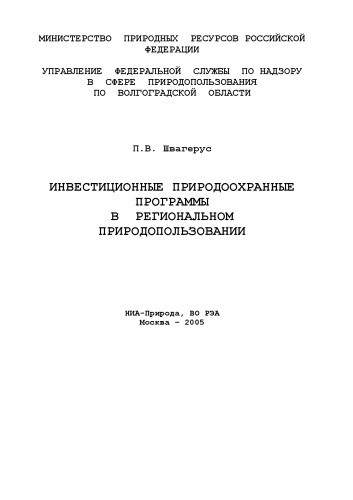 МИНИСТЕРСТВО ПРИРОДНЫХ РЕСУРСОВ РОССИЙСКОЙ
ФЕДЕРАЦИИ
УПРАВЛЕНИЕ ФЕДЕРАЛЬНОЙ СЛУЖБЫ ПО НАДЗОРУ
В СФЕРЕ ПРИРОДОПОЛЬЗОВАНИЯ
ПО ВОЛГОГРАДСКОЙ ОБЛАСТИ
П.В. Швагерус
ИНВЕСТИЦИОННЫЕ ПРИРОДООХРАННЫЕ
ПРОГРАММЫ
В РЕГИОНАЛЬНОМ
ПРИРОДОПОЛЬЗОВАНИИ
НИА-Природа, ВО РЭА
Москва – 2005